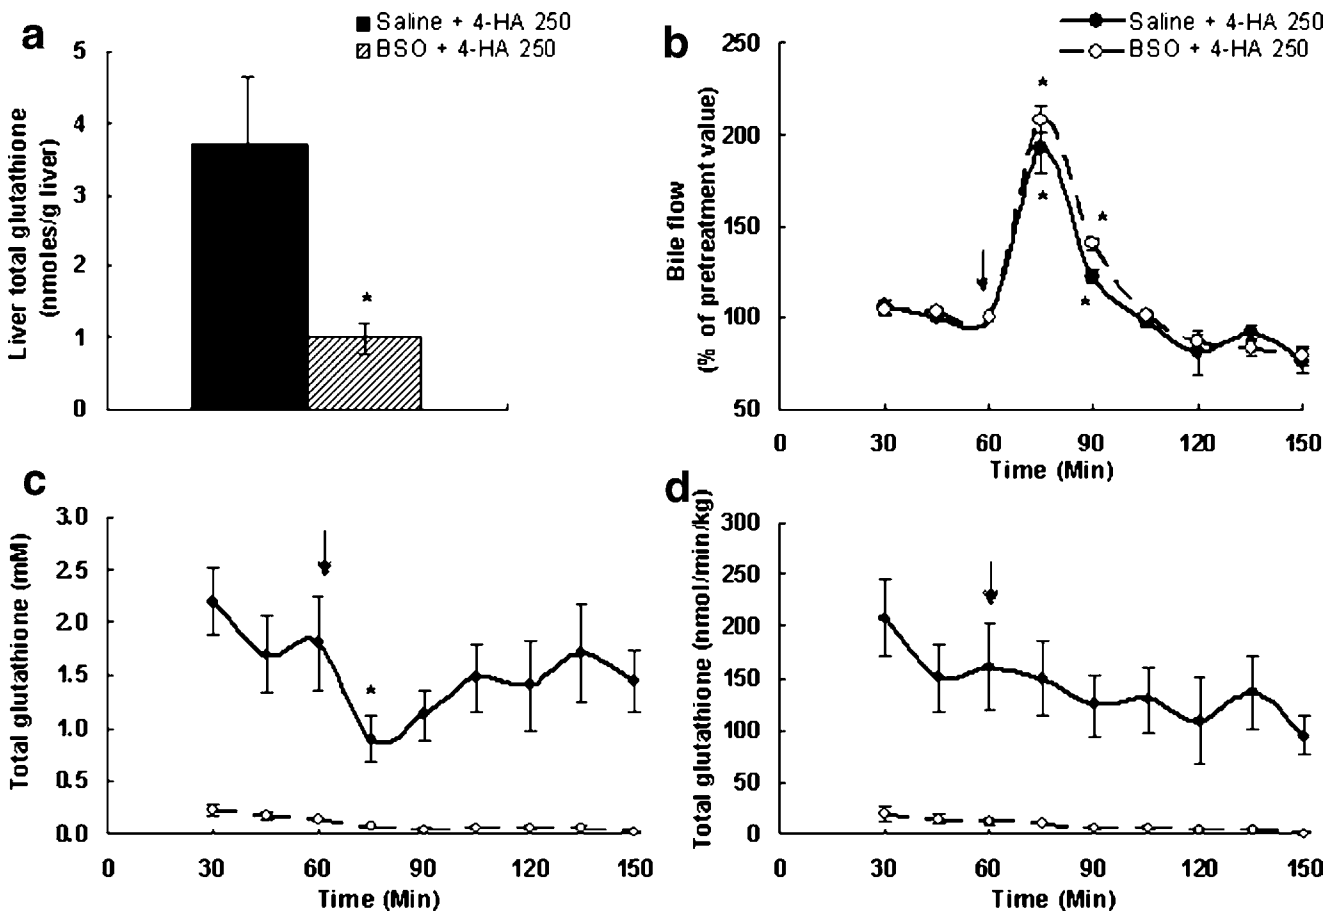 a
Saline + 4-HA 250
BSO + 4-HA 250
Liver total glutathione
(nmoles/g liver)
5
4
3
2
1
0
*
b
Saline + 4-HA 250
BSO + 4-HA 250
Bile flow
(% of pretreatment value)
250
200
150
100
50
*
*
*
*
0 30 60 90 120 150
Time (Min)
c
Total glutathione (mM)
3.0
2.5
2.0
1.5
1.0
0.5
0.0
*
0 30 60 90 120 150
Time (Min)
d
Total glutathione (nmol/min/kg)
300
250
200
150
100
50
0
0 30 60 90 120 150
Time (Min)